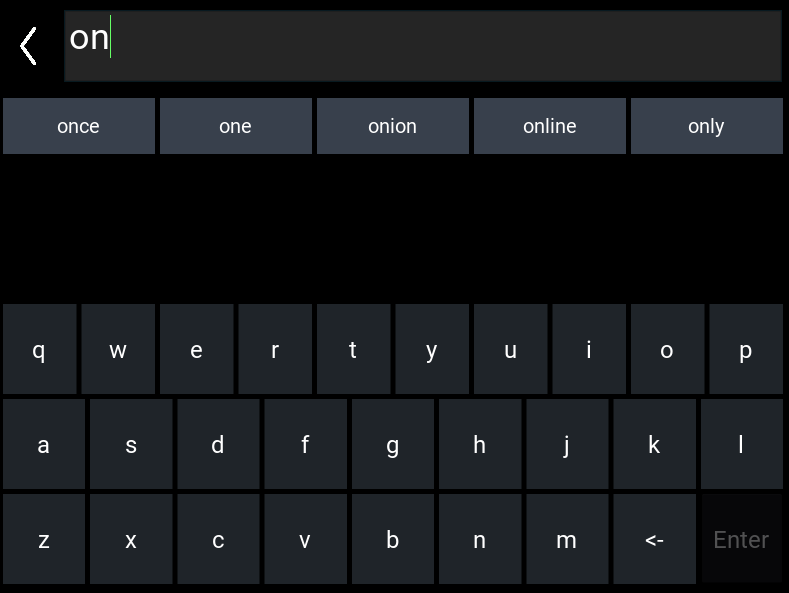 on
once one onion online only
q w e r t y u i o p
a s d f g h j k l
z x c v b n m <- Enter